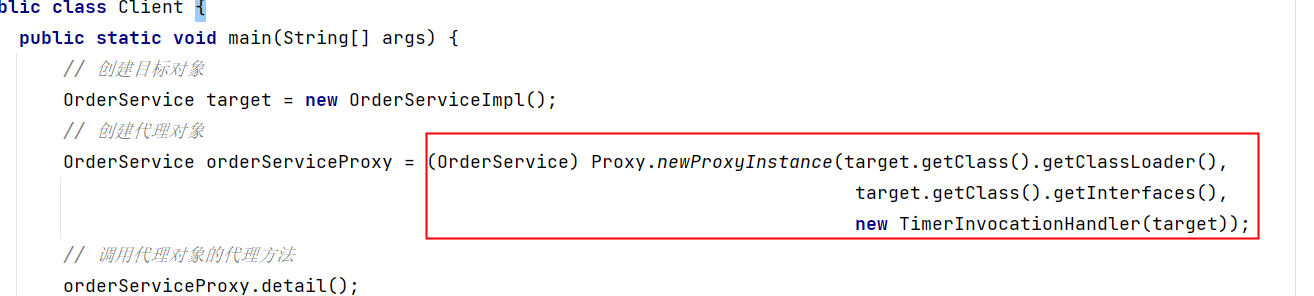 blic class Client {
public static void main(String[] args) {
// 创建目标对象
OrderService target = new OrderServiceImpl();
// 创建代理对象
OrderService orderServiceProxy = (OrderService) Proxy.newProxyInstance(target.getClass().getClassLoader(),
target.getClass().getInterfaces(),
new TimerInvocationHandler(target));
// 调用代理对象的代理方法
orderServiceProxy.detail();